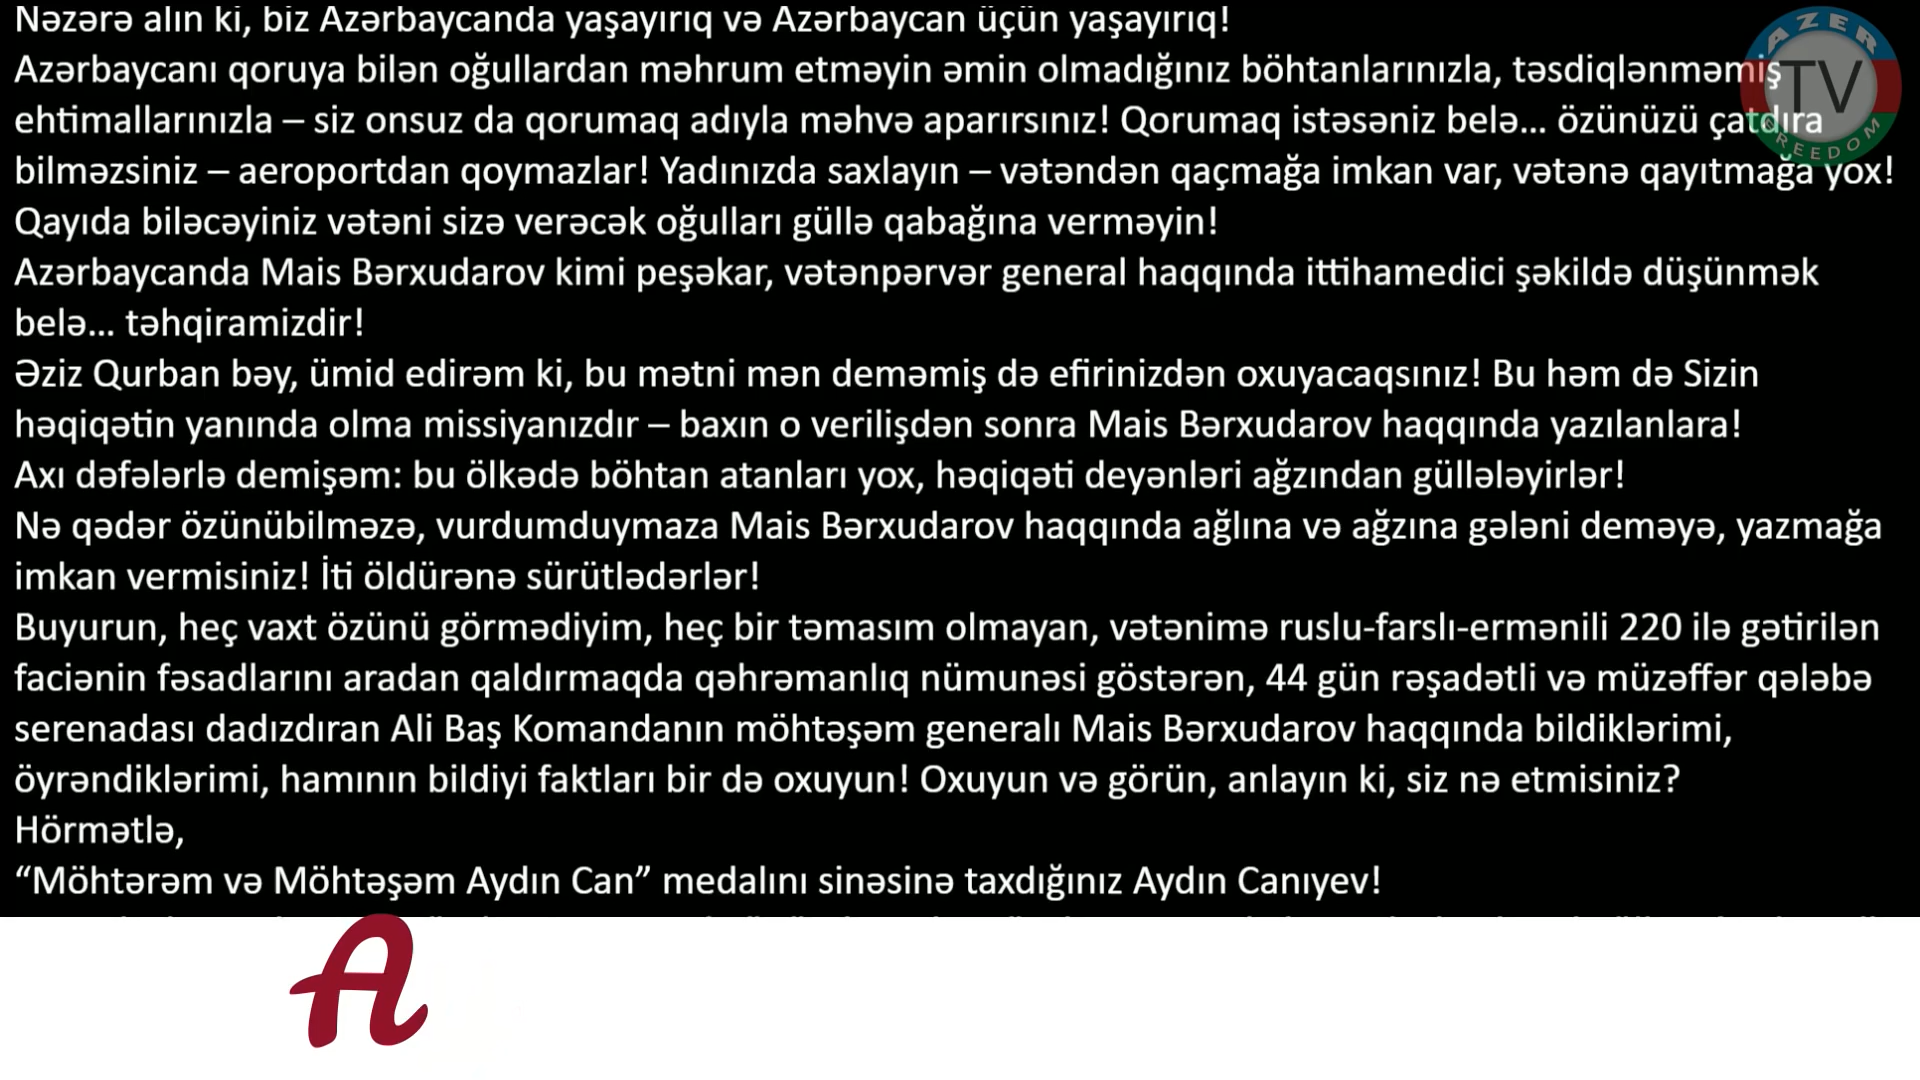 Nəzərə alın ki, biz Azərbaycanda yaşayırıq və Azərbaycan üçün yaşayırıq!
Azərbaycanı qoruya bilən oğullardan məhrum etməyin əmin olmadığınız böhtanlarınızla, təsdiqlənməmiş
ehtimallarınızla – siz onsuz da qorumaq adıyla məhvə aparırsınız! Qorumaq istəsəniz belə... özünüzü çatdıra
bilməzsiniz – aeroportdan qoymazlar! Yadınızda saxlayın – vətəndən qaçmağa imkan var, vətənə qayıtmağa yox!
Qayıda biləcəyiniz vətəni sizə verəcək oğulları güllə qabağına verməyin!
Azərbaycanda Mais Bərxudarov kimi peşəkar, vətənpərvər general haqqında ittihamedici şəkildə düşünmək
belə... təhqiramizdir!
Əziz Qurban bəy, ümid edirəm ki, bu mətni mən deməmiş də efirinizdən oxuyacaqsınız! Bu həm də Sizin
həqiqətin yanında olma missiyanızdır – baxın o verilişdən sonra Mais Bərxudarov haqqında yazılanlara!
Axı dəfələrlə demişəm: bu ölkədə böhtan atanları yox, həqiqəti deyənləri ağzından güllələyirlər!
Nə qədər özünübilməzə, vurdumduymaza Mais Bərxudarov haqqında ağlına və ağzına gələni deməyə, yazmağa
imkan vermisiniz! İti öldürənə sürütlədərlər!
Buyurun, heç vaxt özünü görmədiyim, heç bir təmasım olmayan, vətənimə ruslu-farslı-ermənili 220 ilə gətirilən
faciənin fəsadlarını aradan qaldırmaqda qəhrəmanlıq nümunəsi göstərən, 44 gün rəşadətli və müzəffər qələbə
serenadası dadızdıran Ali Baş Komandanın möhtəşəm generalı Mais Bərxudarov haqqında bildiklərimi,
öyrəndiklərimi, hamının bildiyi faktları bir də oxuyun! Oxuyun və görün, anlayın ki, siz nə etmisiniz?
Hörmətlə,
“Möhtərəm və Möhtəşəm Aydın Can” medalını sinəsinə taxdığınız Aydın Canıyev!
AZER
TV
FREEDOM
A